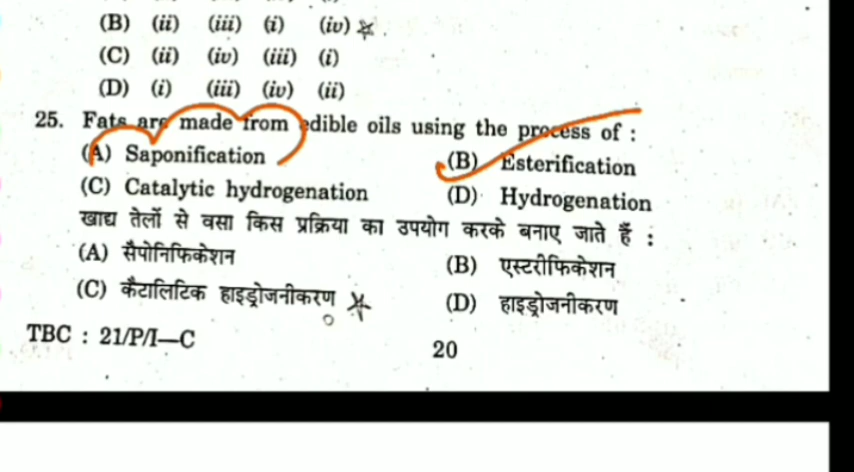 (B) (ii) (iii) (i) (iv)
(C) (ii) (iv) (iii) (i)
(D) (i) (iii) (iv) (ii)
25. Fats are made from edible oils using the process of :
(A) Saponification (B) Esterification
(C) Catalytic hydrogenation (D) Hydrogenation
खाद्य तेलों से वसा किस प्रक्रिया का उपयोग करके बनाए जाते हैं :
(A) सैपोनिफिकेशन (B) एस्टरीफिकेशन
(C) कैटालिटिक हाइड्रोजनीकरण (D) हाइड्रोजनीकरण
TBC : 21/P/I—C 20